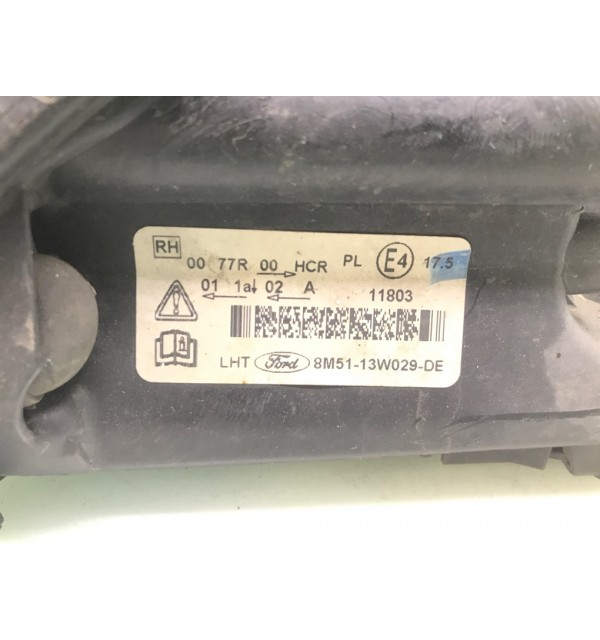 RH
00 77R 00 HCR PL E4 17.5
01 1a 02 A 11803
LHT Ford 8M51-13W029-DE